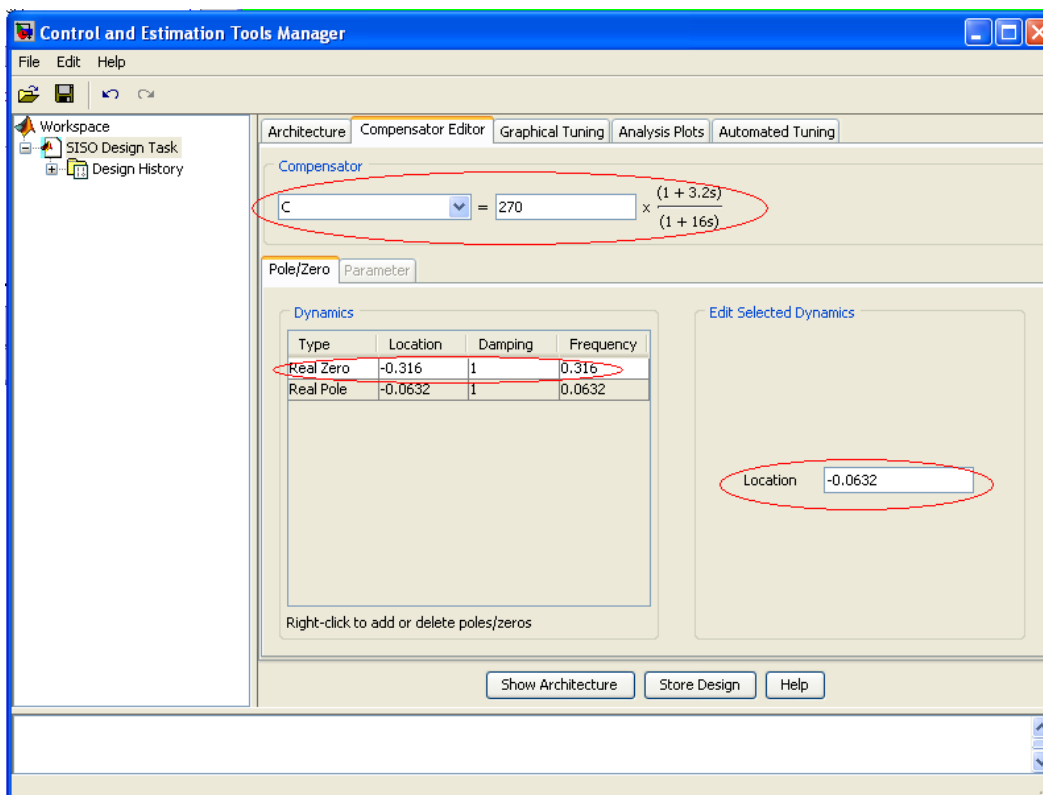 Control and Estimation Tools Manager
File Edit Help
Workspace
SISO Design Task
Design History
Architecture Compensator Editor Graphical Tuning Analysis Plots Automated Tuning
Compensator
C = 270 x (1 + 3.2s)
(1 + 16s)
Pole/Zero Parameter
Dynamics
Type Location Damping Frequency
Real Zero -0.316 1 0.316
Real Pole -0.0632 1 0.0632
Right-click to add or delete poles/zeros
Edit Selected Dynamics
Location -0.0632
Show Architecture Store Design Help